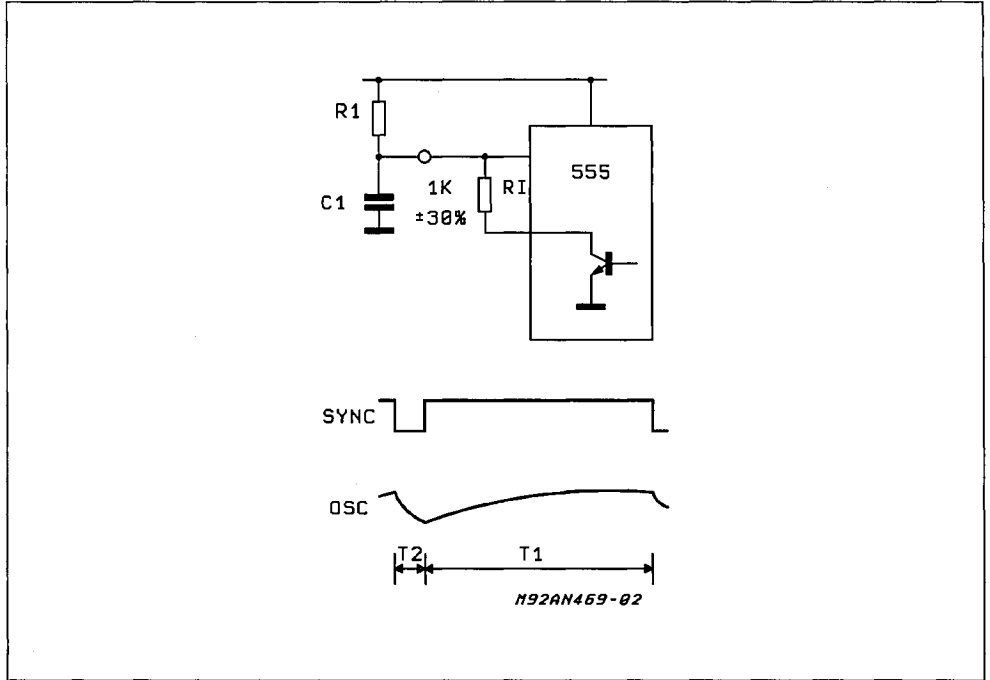 R1
555
1K
RI
C1
±30%
SYNC
OSC
T2
T1
M92AN469-02